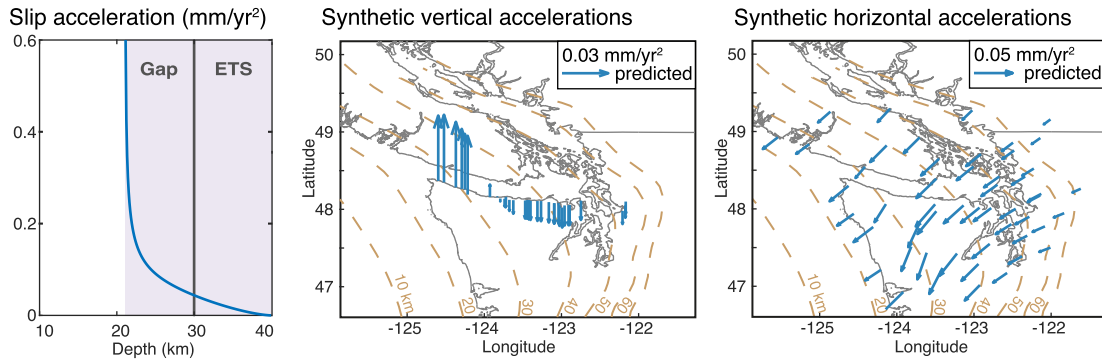 Slip acceleration (mm/yr²)
0.6
0.4
0.2
0
Gap
ETS
10
20
30
40
Depth (km)
Synthetic vertical accelerations
50
49
48
47
Latitude
0.03 mm/yr²
predicted
10 km
20
30
40
50
60
-125
-124
-123
-122
Longitude
Synthetic horizontal accelerations
50
49
48
47
Latitude
0.05 mm/yr²
predicted
10 km
20
30
40
50
60
-125
-124
-123
-122
Longitude